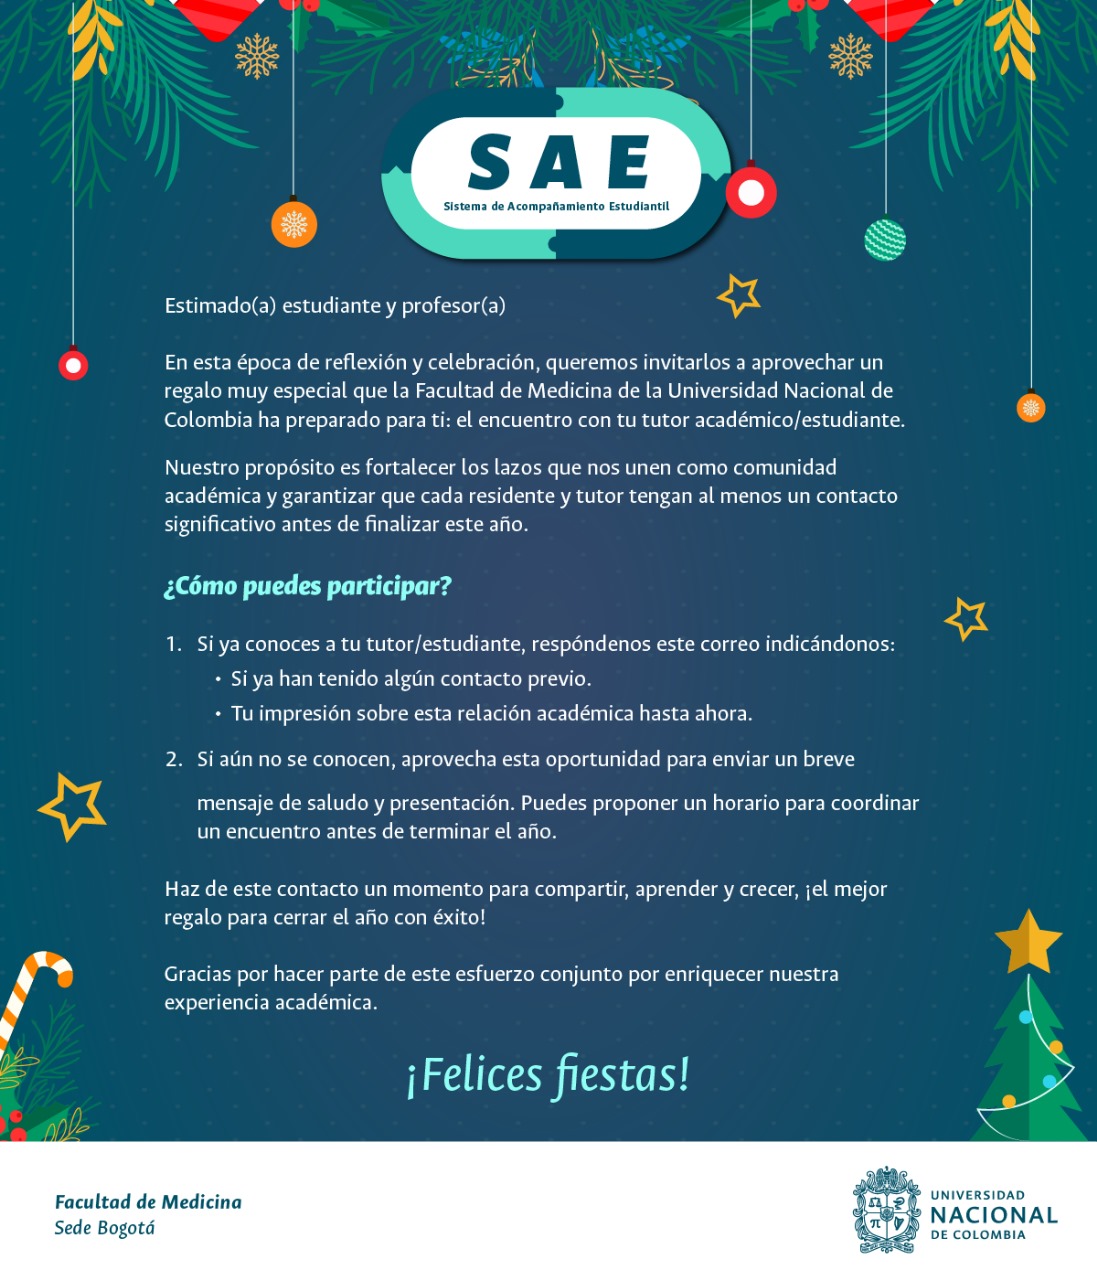 S A E
Sistema de Acompañamiento Estudiantil
Estimado(a) estudiante y profesor(a)
En esta época de reflexión y celebración, queremos invitarlos a aprovechar un
regalo muy especial que la Facultad de Medicina de la Universidad Nacional de
Colombia ha preparado para ti: el encuentro con tu tutor académico/estudiante.
Nuestro propósito es fortalecer los lazos que nos unen como comunidad
académica y garantizar que cada residente y tutor tengan al menos un contacto
significativo antes de finalizar este año.
¿Cómo puedes participar?
1. Si ya conoces a tu tutor/estudiante, respóndenos este correo indicándonos:
• Si ya han tenido algún contacto previo.
• Tu impresión sobre esta relación académica hasta ahora.
2. Si aún no se conocen, aprovecha esta oportunidad para enviar un breve
mensaje de saludo y presentación. Puedes proponer un horario para coordinar
un encuentro antes de terminar el año.
Haz de este contacto un momento para compartir, aprender y crecer, ¡el mejor
regalo para cerrar el año con éxito!
Gracias por hacer parte de este esfuerzo conjunto por enriquecer nuestra
experiencia académica.
¡Felices fiestas!
Facultad de Medicina
Sede Bogotá
UNIVERSIDAD
NACIONAL
DE COLOMBIA